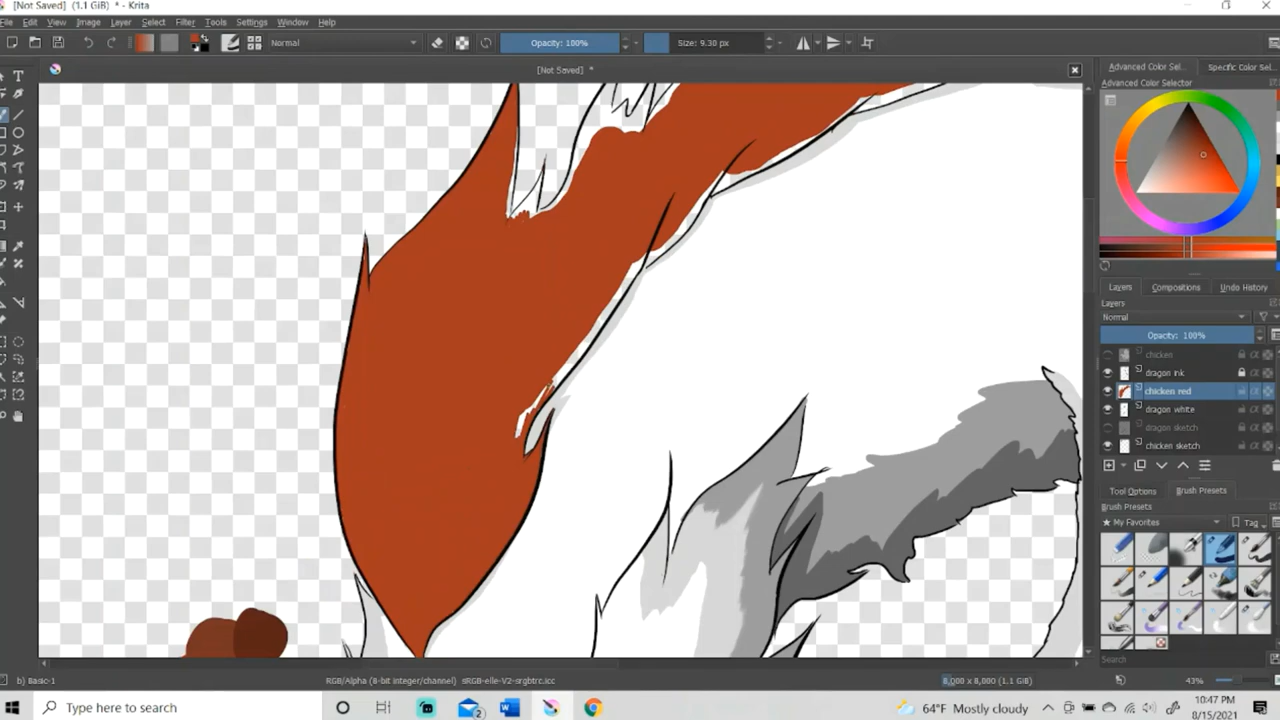 [Not Saved] (1.1 GiB) * - Krita
File Edit View Image Layer Select Filter Tools Settings Window Help
Normal Opacity: 100% Size: 9.30 px
[Not Saved] *
Advanced Color Sel... Specific Color Sel...
Advanced Color Selector
Layers Compositions Undo History
Layers
Normal
Opacity: 100%
chicken
dragon ink
chicken red
dragon white
dragon sketch
chicken sketch
Tool Options Brush Presets
Brush Presets
★ My Favorites Tag
Search
b) Basic-1 RGB/Alpha (8-bit integer/channel) sRGB-elle-V2-srgbtrc.icc 8,000 x 8,000 (1.1 GiB) 43%
Type here to search 2 64°F Mostly cloudy 10:47 PM
8/15/2021